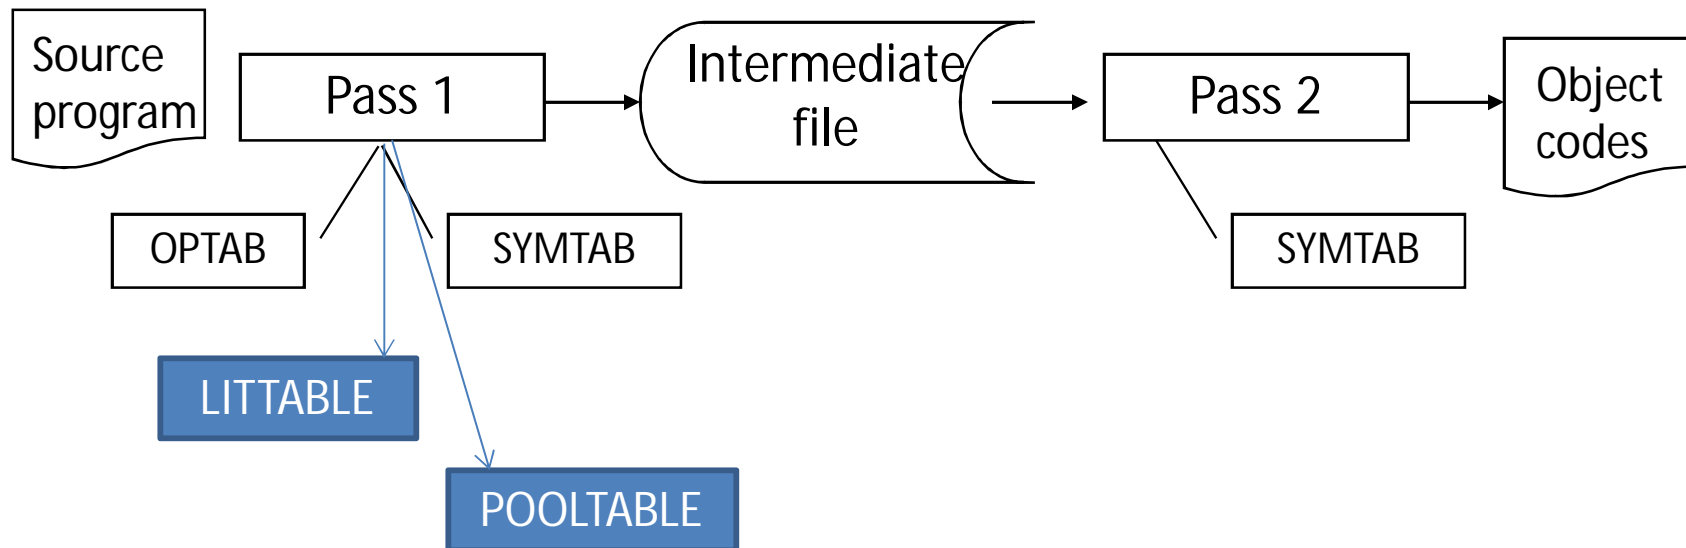 Source
program
Pass 1
Intermediate
file
Pass 2
Object
codes
OPTAB
SYMTAB
SYMTAB
LITTABLE
POOLTABLE